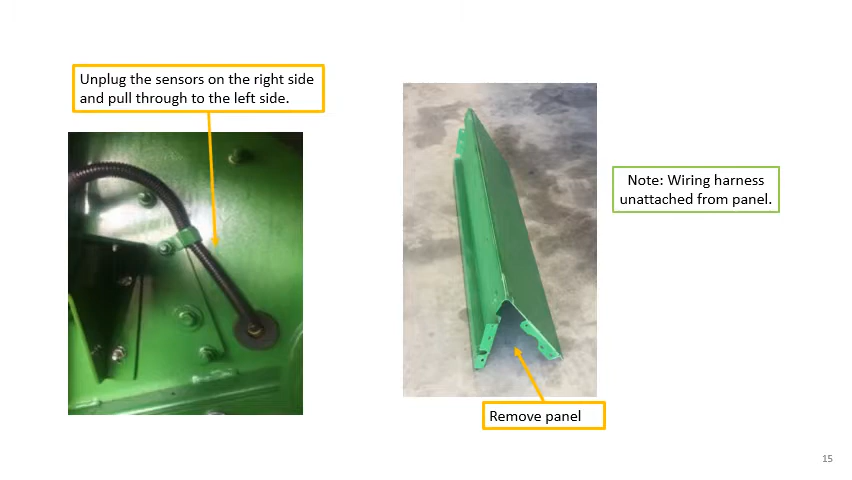 Unplug the sensors on the right side
and pull through to the left side.
Note: Wiring harness
unattached from panel.
Remove panel
15